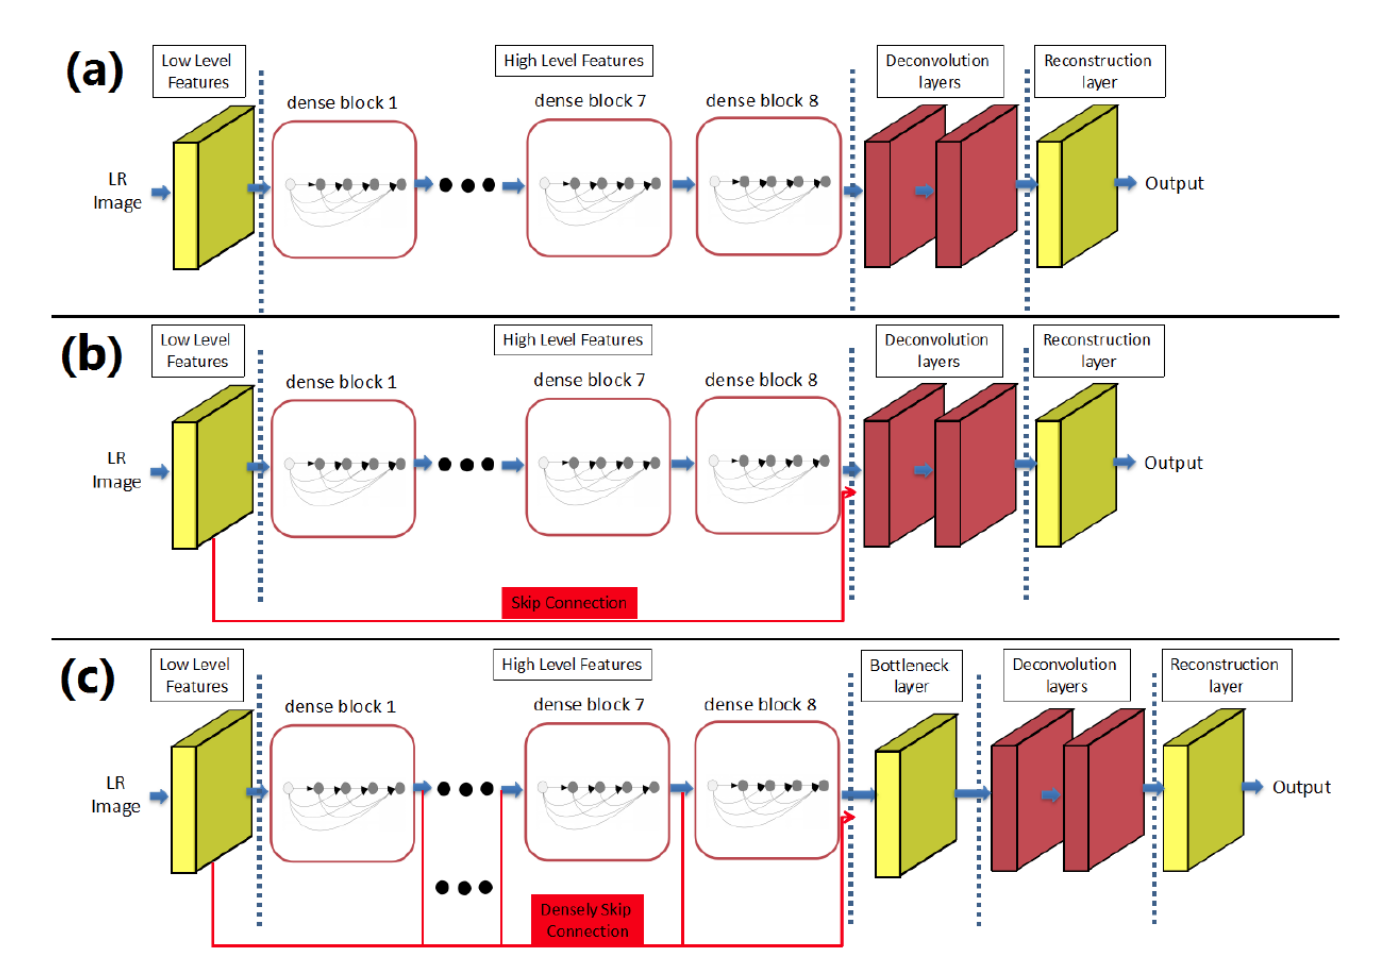 (a)
Low Level
Features
High Level Features
Deconvolution
layers
Reconstruction
layer
dense block 1
dense block 7
dense block 8
LR
Image
Output
(b)
Low Level
Features
High Level Features
Deconvolution
layers
Reconstruction
layer
dense block 1
dense block 7
dense block 8
LR
Image
Output
Skip Connection
(c)
Low Level
Features
High Level Features
Bottleneck
layer
Deconvolution
layers
Reconstruction
layer
dense block 1
dense block 7
dense block 8
LR
Image
Output
Densely Skip
Connection